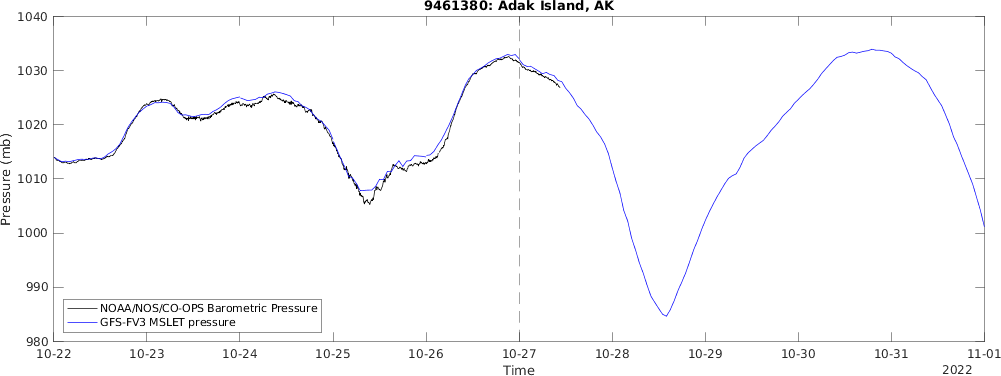 9461380: Adak Island, AK
Pressure (mb)
1040
1030
1020
1010
1000
990
980
NOAA/NOS/CO-OPS Barometric Pressure
GFS-FV3 MSLET pressure
10-22 10-23 10-24 10-25 10-26 10-27 10-28 10-29 10-30 10-31 11-01
Time
2022